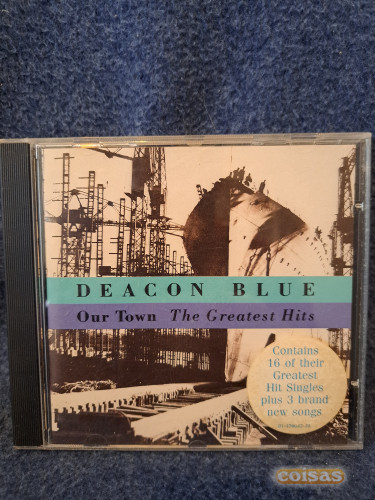 DEACON BLUE
Our Town The Greatest Hits
Contains
16 of their
Greatest
Hit Singles
plus 3 brand
new songs
coisas